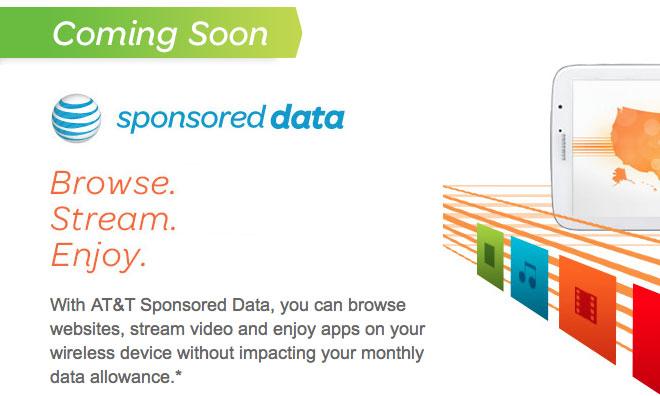 Coming Soon
sponsored data
Browse.
Stream.
Enjoy.
With AT&T Sponsored Data, you can browse
websites, stream video and enjoy apps on your
wireless device without impacting your monthly
data allowance.*